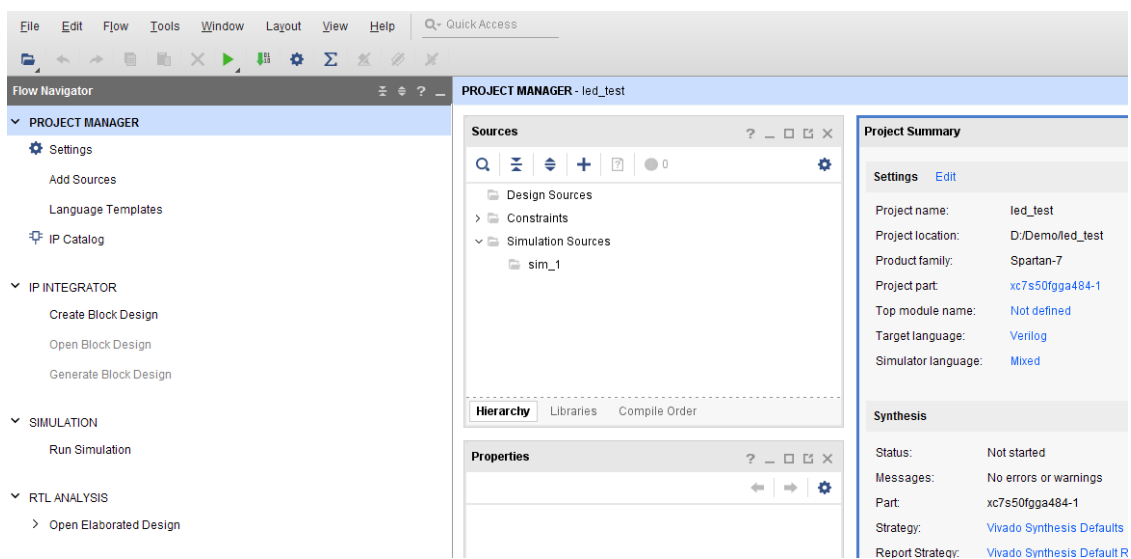 File Edit Flow Tools Window Layout View Help Quick Access
Flow Navigator ?
PROJECT MANAGER
Settings
Add Sources
Language Templates
IP Catalog
IP INTEGRATOR
Create Block Design
Open Block Design
Generate Block Design
SIMULATION
Run Simulation
RTL ANALYSIS
Open Elaborated Design
PROJECT MANAGER - led_test
Sources ?
0
Design Sources
Constraints
Simulation Sources
sim_1
Hierarchy Libraries Compile Order
Properties ?
Project Summary
Settings Edit
Project name: led_test
Project location: D:/Demo/led_test
Product family: Spartan-7
Project part: xc7s50fgga484-1
Top module name: Not defined
Target language: Verilog
Simulator language: Mixed
Synthesis
Status: Not started
Messages: No errors or warnings
Part: xc7s50fgga484-1
Strategy: Vivado Synthesis Defaults
Report Strategy: Vivado Synthesis Default R